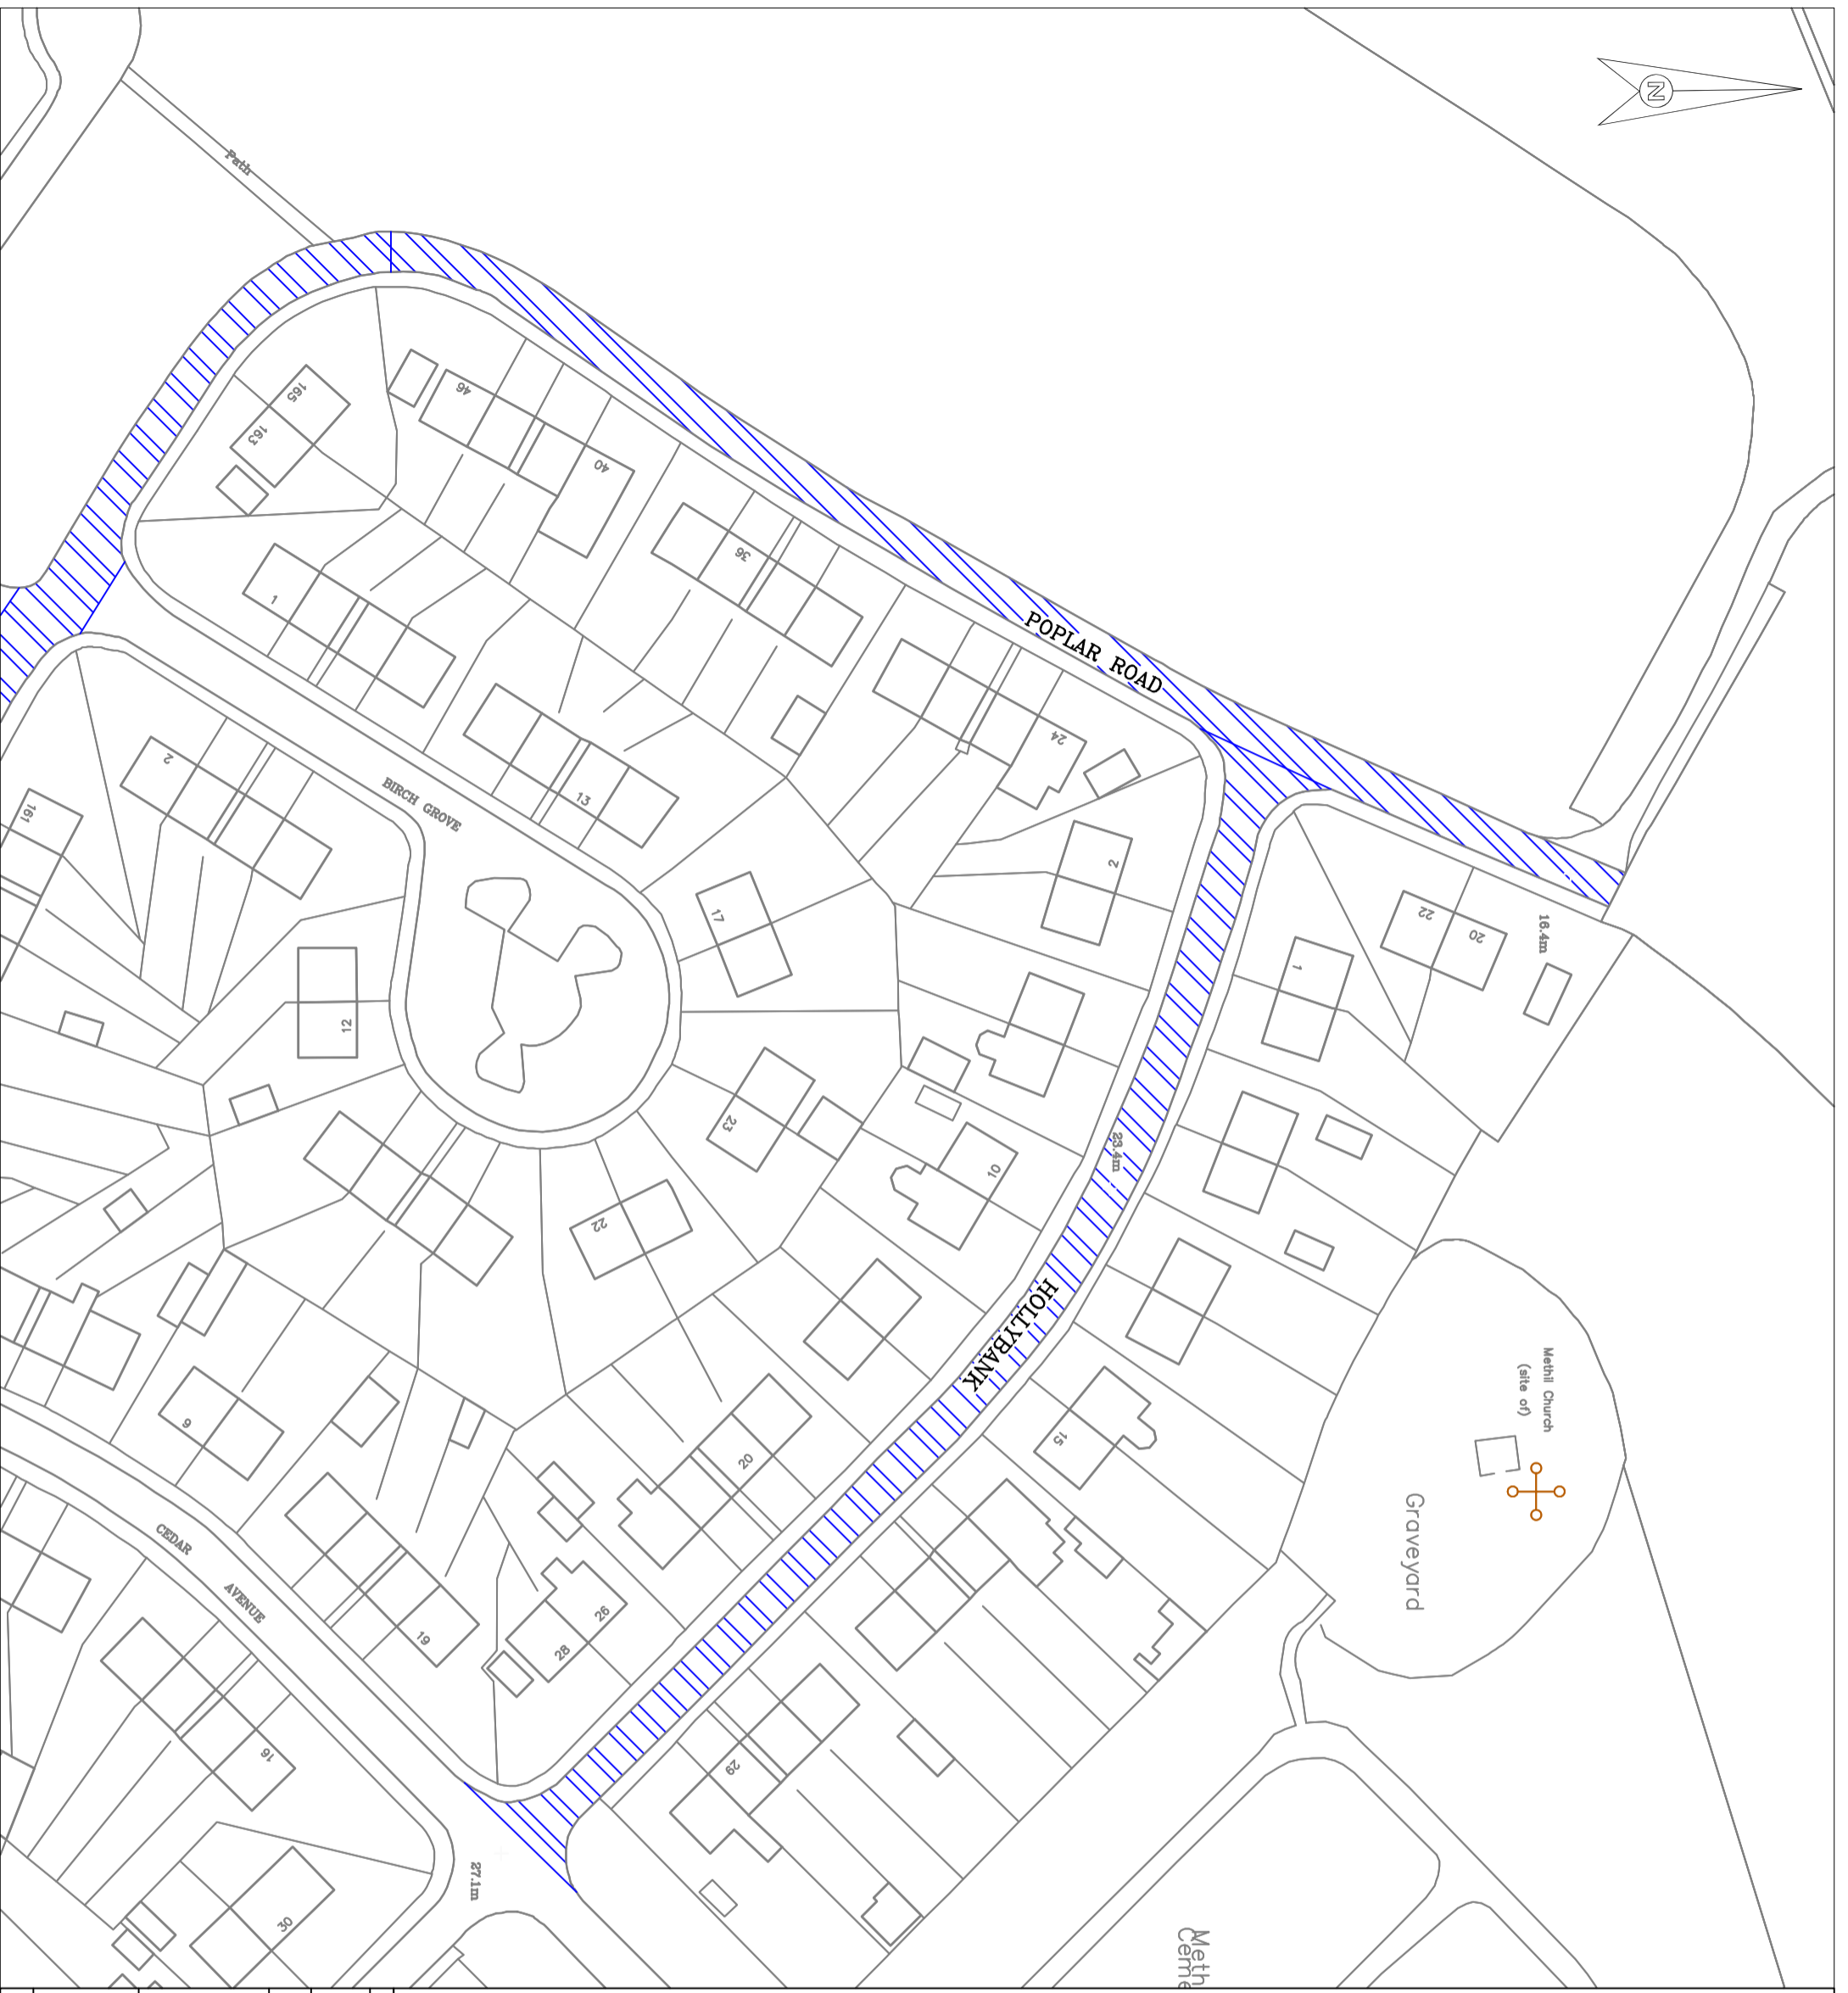 N
Path
165
163
46
40
36
1
POPLAR ROAD
24
13
2
BIRCH GROVE
2
161
17
22
20
16.4m
1
12
23
23.4m
10
22
HOLLYBANK
Methil Church
(site of)
9
15
20
Graveyard
CEDAR
AVENUE
19
26
28
16
29
27.1m
30
Meth
Ceme